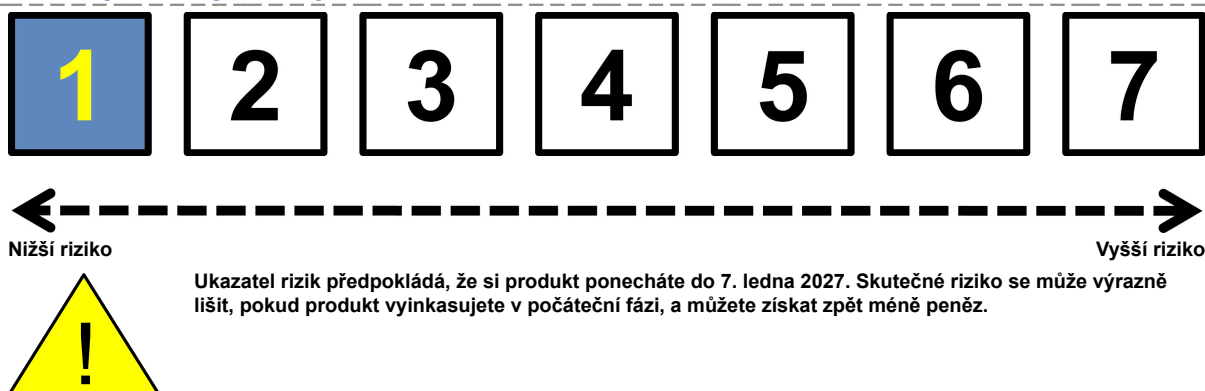 1 2 3 4 5 6 7
Nižší riziko Vyšší riziko
Ukazatel rizik předpokládá, že si produkt ponecháte do 7. ledna 2027. Skutečné riziko se může výrazně
lišit, pokud produkt vyinkasujete v počáteční fázi, a můžete získat zpět méně peněz.
!